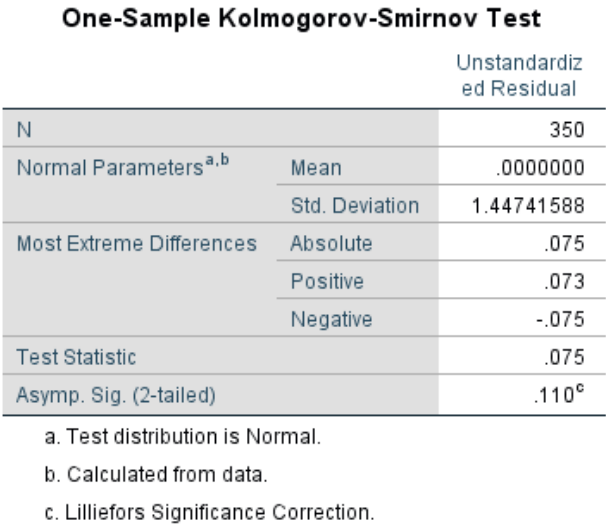 One-Sample Kolmogorov-Smirnov Test
Unstandardiz
ed Residual
N 350
Normal Parametersa,b Mean .0000000
Std. Deviation 1.44741588
Most Extreme Differences Absolute .075
Positive .073
Negative -.075
Test Statistic .075
Asymp. Sig. (2-tailed) .110c
a. Test distribution is Normal.
b. Calculated from data.
c. Lilliefors Significance Correction.